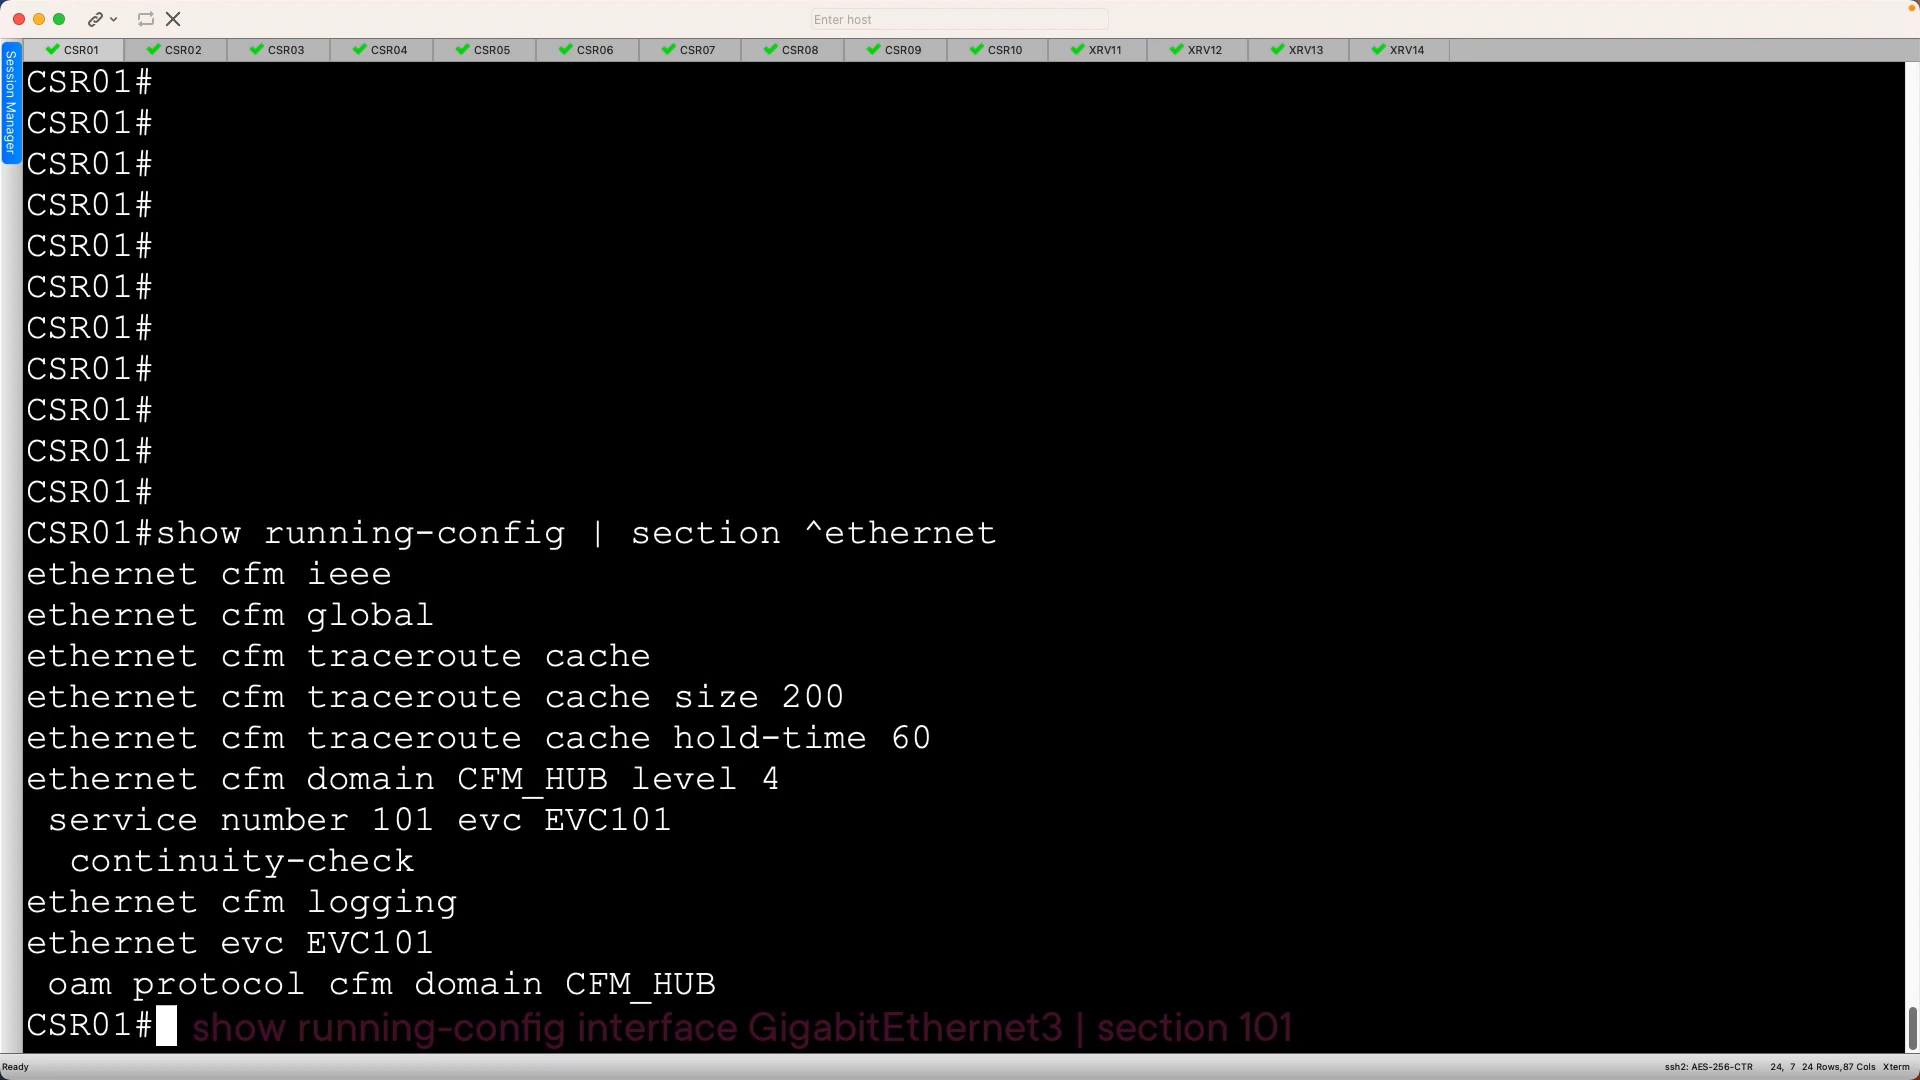 Enter host
CSR01 CSR02 CSR03 CSR04 CSR05 CSR06 CSR07 CSR08 CSR09 CSR10 XRV11 XRV12 XRV13 XRV14
Session Manager
CSR01#
CSR01#
CSR01#
CSR01#
CSR01#
CSR01#
CSR01#
CSR01#
CSR01#
CSR01#
CSR01#
CSR01#show running-config | section ^ethernet
ethernet cfm ieee
ethernet cfm global
ethernet cfm traceroute cache
ethernet cfm traceroute cache size 200
ethernet cfm traceroute cache hold-time 60
ethernet cfm domain CFM_HUB level 4
 service number 101 evc EVC101
  continuity-check
ethernet cfm logging
ethernet evc EVC101
 oam protocol cfm domain CFM_HUB
CSR01# show running-config interface GigabitEthernet3 | section 101
Ready ssh2: AES-256-CTR 24, 7 24 Rows,87 Cols Xterm